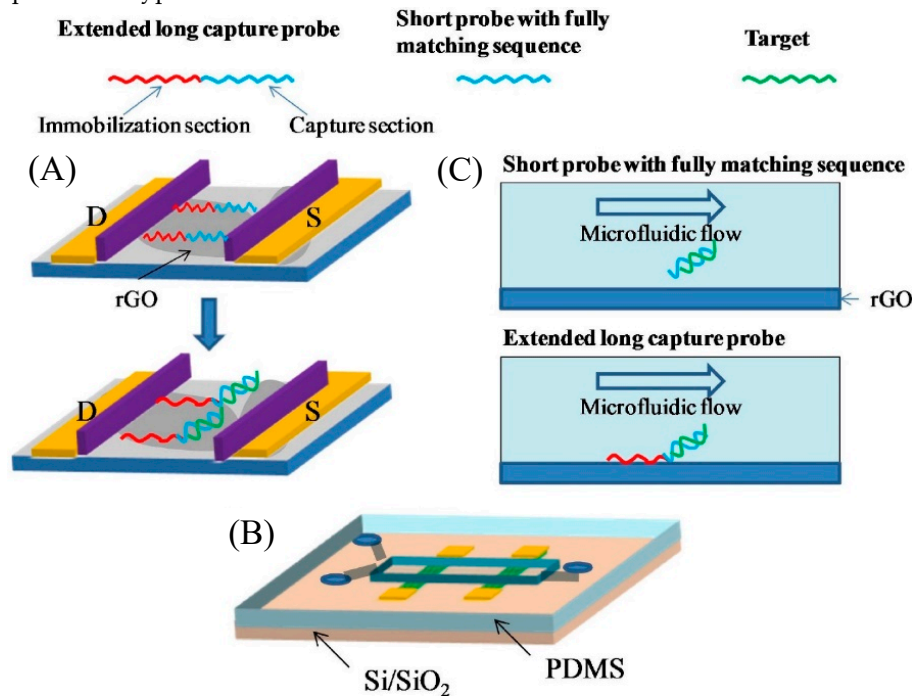 Extended long capture probe
Short probe with fully
matching sequence
Target
Immobilization section
Capture section
(A)
D
S
rGO
D
S
(C)
Short probe with fully matching sequence
Microfluidic flow
rGO
Extended long capture probe
Microfluidic flow
(B)
Si/SiO₂
PDMS